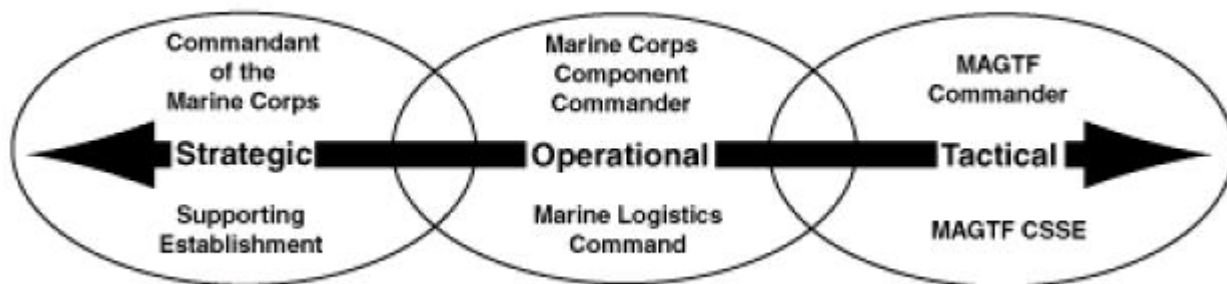 Commandant
of the
Marine Corps
Strategic
Supporting
Establishment
Marine Corps
Component
Commander
Operational
Marine Logistics
Command
MAGTF
Commander
Tactical
MAGTF CSSE